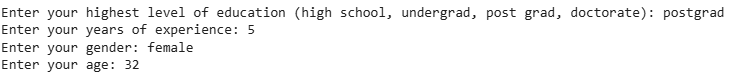 Enter your highest level of education (high school, undergrad, post grad, doctorate): postgrad
Enter your years of experience: 5
Enter your gender: female
Enter your age: 32